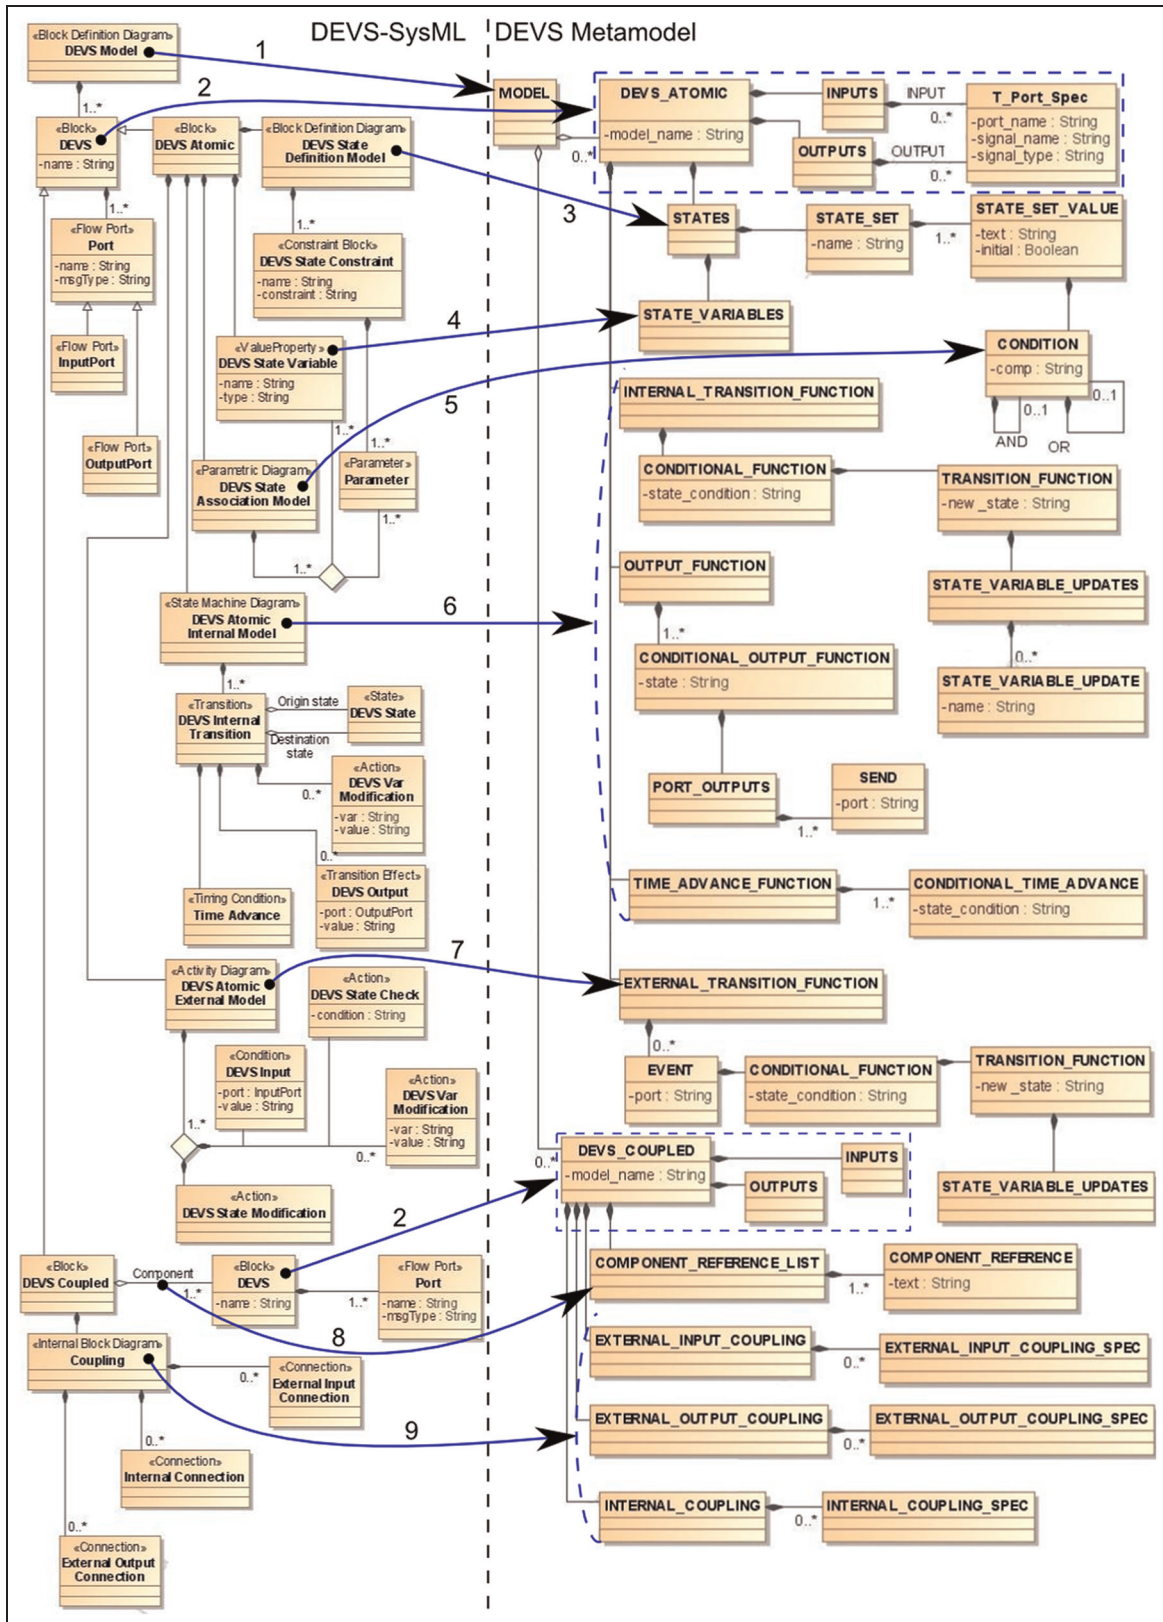 DEVS-SysML
DEVS Metamodel
«Block Definition Diagram»
DEVS Model
1
2
1..*
«Block»
DEVS
-name : String
«Block»
DEVS Atomic
«Block Definition Diagram»
DEVS State
Definition Model
1..*
«Flow Port»
Port
-name : String
-msgType : String
1..*
«Constraint Block»
DEVS State Constraint
-name : String
-constraint : String
«Flow Port»
InputPort
«Flow Port»
OutputPort
«ValueProperty»
DEVS State Variable
-name : String
-type : String
1..*
1..*
«Parametric Diagram»
DEVS State
Association Model
«Parameter»
Parameter
1..*
1..*
«State Machine Diagram»
DEVS Atomic
Internal Model
1..*
«Transition»
DEVS Internal
Transition
Origin state
Destination
state
«State»
DEVS State
«Action»
DEVS Var
Modification
-var : String
-value : String
0..*
0..*
«Transition Effect»
DEVS Output
-port : OutputPort
-value : String
«Timing Condition»
Time Advance
«Activity Diagram»
DEVS Atomic
External Model
«Action»
DEVS State Check
-condition : String
«Condition»
DEVS Input
-port : InputPort
-value : String
«Action»
DEVS Var
Modification
-var : String
-value : String
1..*
0..*
«Action»
DEVS State Modification
«Block»
DEVS Coupled
Component
1..*
«Block»
DEVS
-name : String
1..*
«Flow Port»
Port
-name : String
-msgType : String
«Internal Block Diagram»
Coupling
0..*
«Connection»
External Input
Connection
0..*
«Connection»
Internal Connection
0..*
«Connection»
External Output
Connection
3
4
5
6
7
2
8
9
MODEL
0..*
DEVS_ATOMIC
-model_name : String
INPUTS
INPUT
0..*
OUTPUTS
OUTPUT
0..*
T_Port_Spec
-port_name : String
-signal_name : String
-signal_type : String
STATES
STATE_SET
-name : String
1..*
STATE_SET_VALUE
-text : String
-initial : Boolean
STATE_VARIABLES
CONDITION
-comp : String
0..1
0..1
AND
OR
INTERNAL_TRANSITION_FUNCTION
CONDITIONAL_FUNCTION
-state_condition : String
TRANSITION_FUNCTION
-new _state : String
OUTPUT_FUNCTION
1..*
STATE_VARIABLE_UPDATES
0..*
CONDITIONAL_OUTPUT_FUNCTION
-state : String
STATE_VARIABLE_UPDATE
-name : String
PORT_OUTPUTS
1..*
SEND
-port : String
TIME_ADVANCE_FUNCTION
1..*
CONDITIONAL_TIME_ADVANCE
-state_condition : String
EXTERNAL_TRANSITION_FUNCTION
0..*
EVENT
-port : String
CONDITIONAL_FUNCTION
-state_condition : String
TRANSITION_FUNCTION
-new _state : String
0..*
DEVS_COUPLED
-model_name : String
INPUTS
OUTPUTS
STATE_VARIABLE_UPDATES
COMPONENT_REFERENCE_LIST
1..*
COMPONENT_REFERENCE
-text : String
EXTERNAL_INPUT_COUPLING
0..*
EXTERNAL_INPUT_COUPLING_SPEC
EXTERNAL_OUTPUT_COUPLING
0..*
EXTERNAL_OUTPUT_COUPLING_SPEC
INTERNAL_COUPLING
0..*
INTERNAL_COUPLING_SPEC